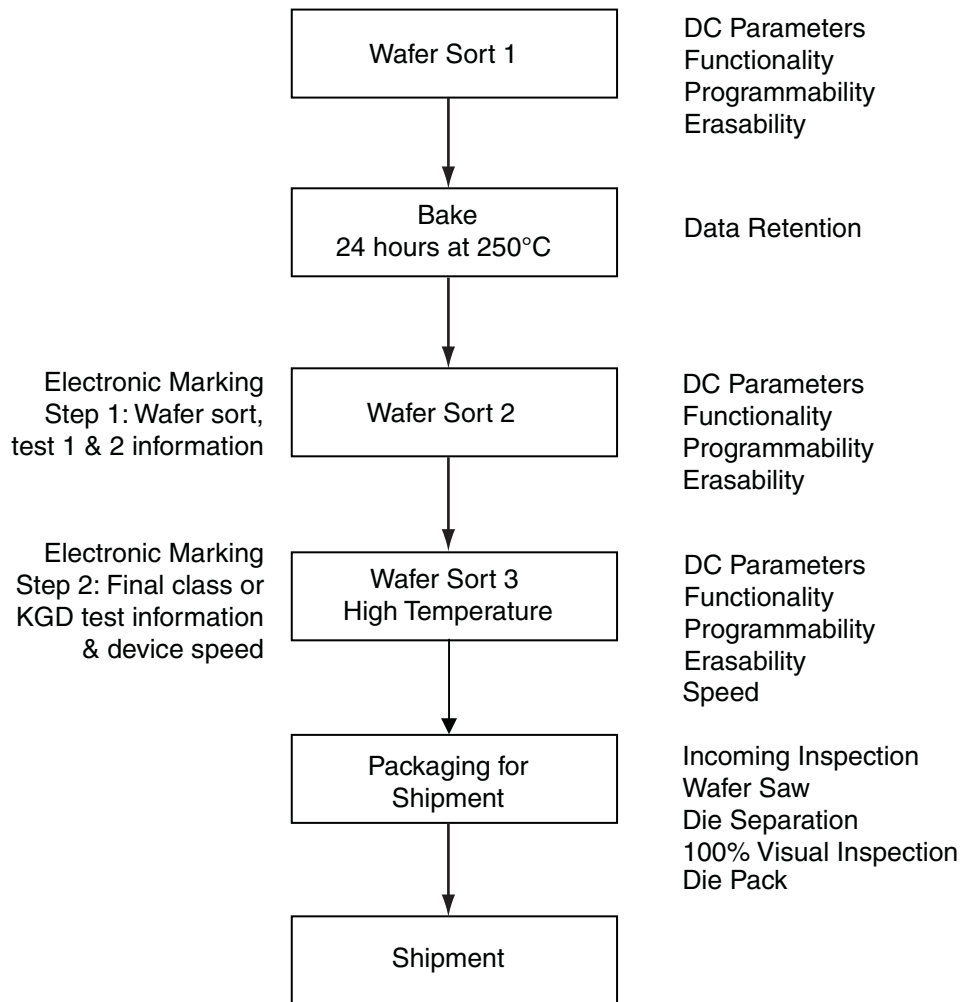 Wafer Sort 1
DC Parameters
Functionality
Programmability
Erasability
Bake
24 hours at 250°C
Data Retention
Electronic Marking
Step 1: Wafer sort,
test 1 & 2 information
Wafer Sort 2
DC Parameters
Functionality
Programmability
Erasability
Electronic Marking
Step 2: Final class or
KGD test information
& device speed
Wafer Sort 3
High Temperature
DC Parameters
Functionality
Programmability
Erasability
Speed
Packaging for
Shipment
Incoming Inspection
Wafer Saw
Die Separation
100% Visual Inspection
Die Pack
Shipment